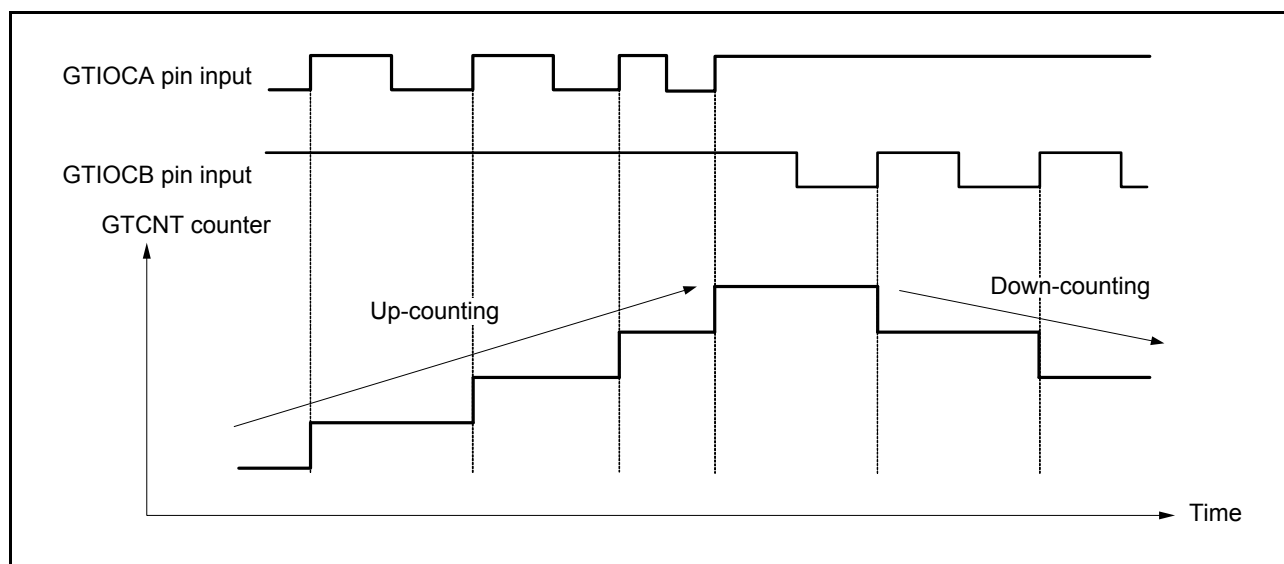 GTIOCA pin input
GTIOCB pin input
GTCNT counter
Up-counting
Down-counting
Time